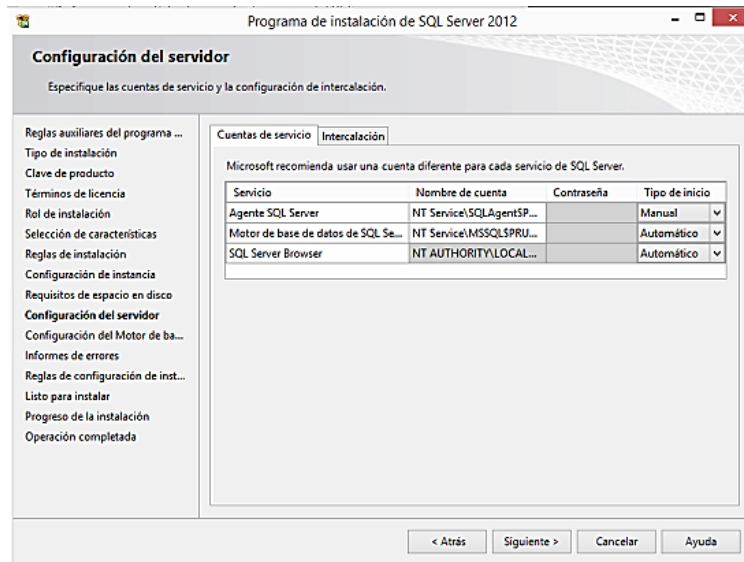 Programa de instalación de SQL Server 2012
Configuración del servidor
Especifique las cuentas de servicio y la configuración de intercalación.
Reglas auxiliares del programa ...
Tipo de instalación
Clave de producto
Términos de licencia
Rol de instalación
Selección de características
Reglas de instalación
Configuración de instancia
Requisitos de espacio en disco
Configuración del servidor
Configuración del Motor de ba...
Informes de errores
Reglas de configuración de inst...
Listo para instalar
Progreso de la instalación
Operación completada
Cuentas de servicio Intercalación
Microsoft recomienda usar una cuenta diferente para cada servicio de SQL Server.
Servicio Nombre de cuenta Contraseña Tipo de inicio
Agente SQL Server NT Service\SQLAgent$P... Manual
Motor de base de datos de SQL Se... NT Service\MSSQL$PRU... Automático
SQL Server Browser NT AUTHORITY\LOCAL... Automático
< Atrás Siguiente > Cancelar Ayuda